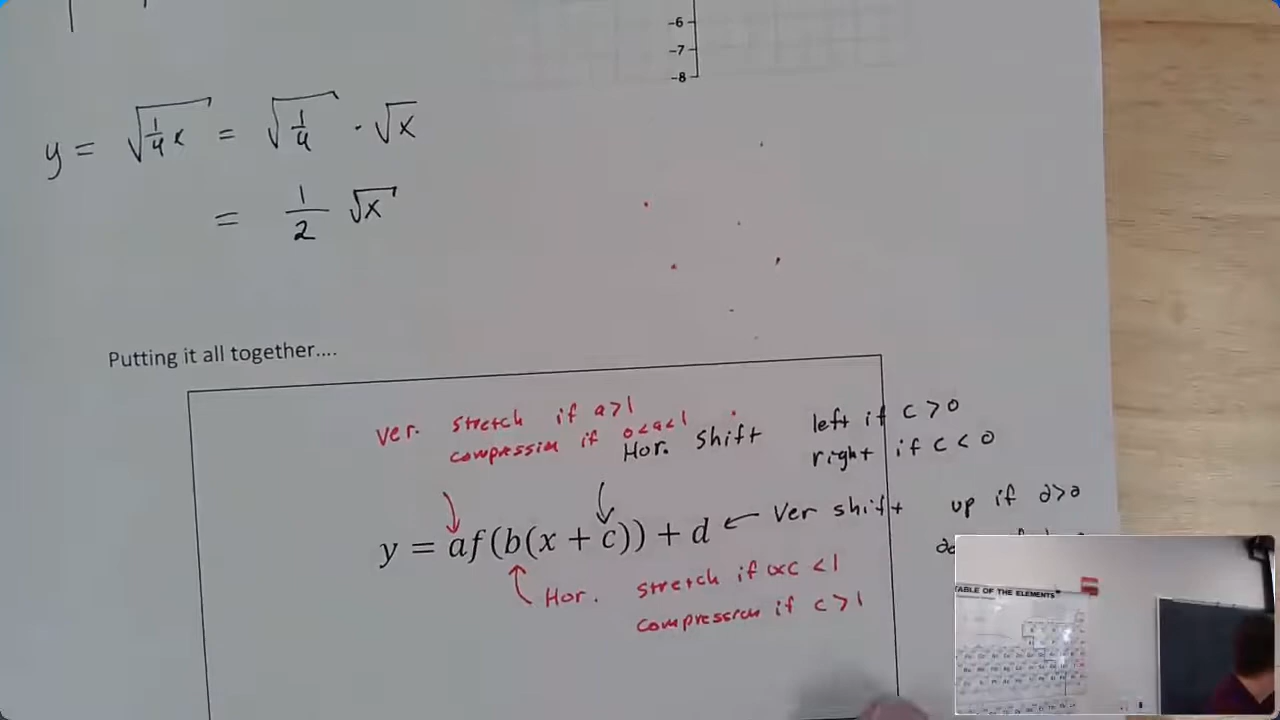 -6
-7
-8
y = √(1/4 x) = √(1/4) · √x
= 1/2 √x
Putting it all together....
ver. stretch if a>1
compression if 0<a<1
Hor. shift
left if c>0
right if c<0
y = af(b(x + c)) + d
← Ver shift
up if d>0
Hor.
stretch if 0<c<1
compression if c>1
TABLE OF THE ELEMENTS